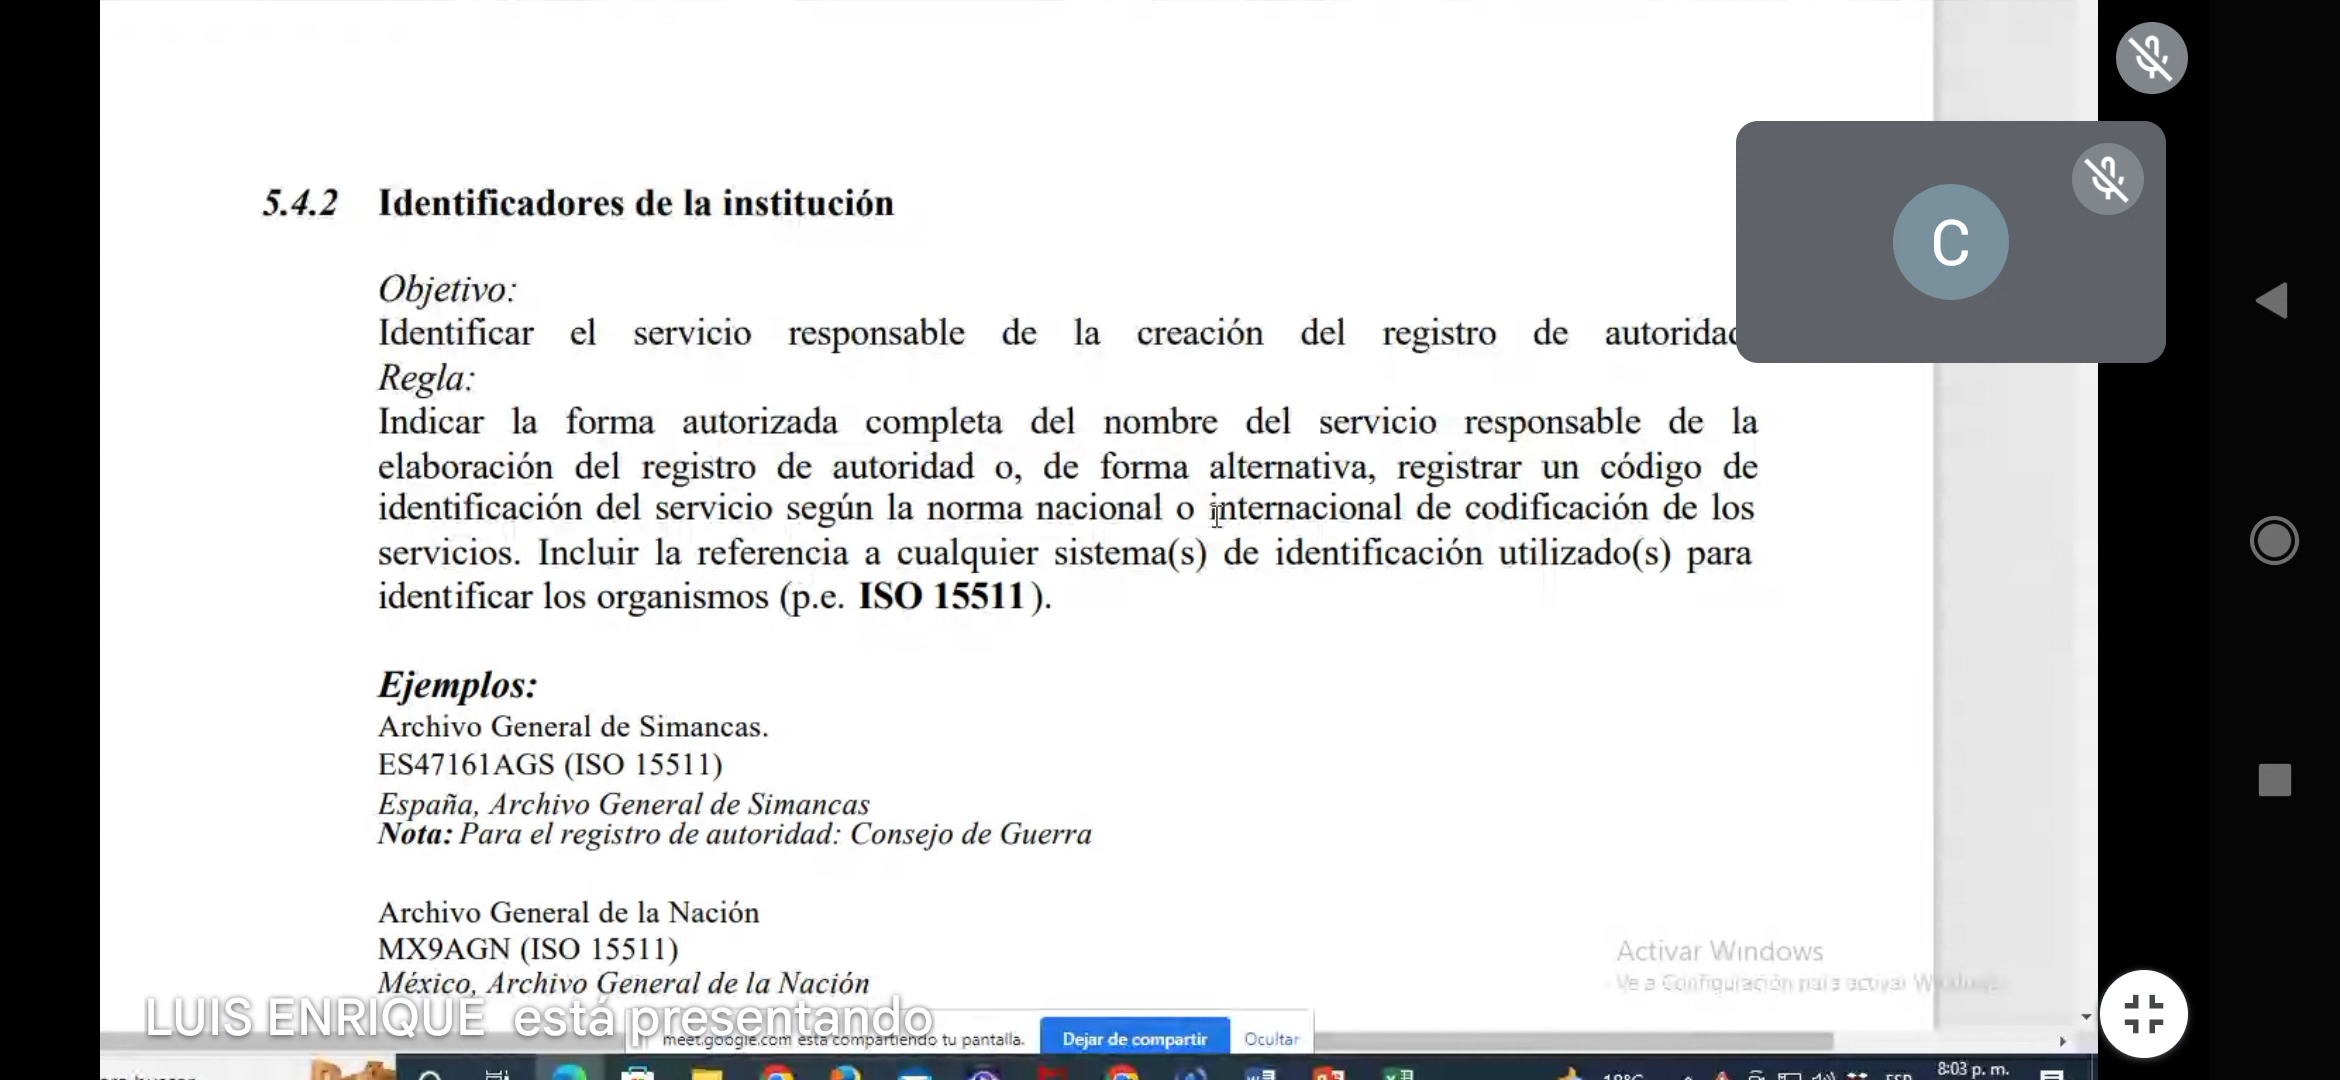 5.4.2 Identificadores de la institución
C
Objetivo:
Identificar el servicio responsable de la creación del registro de autoridad
Regla:
Indicar la forma autorizada completa del nombre del servicio responsable de la
elaboración del registro de autoridad o, de forma alternativa, registrar un código de
identificación del servicio según la norma nacional o internacional de codificación de los
servicios. Incluir la referencia a cualquier sistema(s) de identificación utilizado(s) para
identificar los organismos (p.e. ISO 15511).
Ejemplos:
Archivo General de Simancas.
ES47161AGS (ISO 15511)
España, Archivo General de Simancas
Nota: Para el registro de autoridad: Consejo de Guerra
Archivo General de la Nación
MX9AGN (ISO 15511)
México, Archivo General de la Nación
Activar Windows
Ve a Configuración para activar Windows.
LUIS ENRIQUE está presentando
meet.google.com está compartiendo tu pantalla.
Dejar de compartir
Ocultar
8:03 p. m.